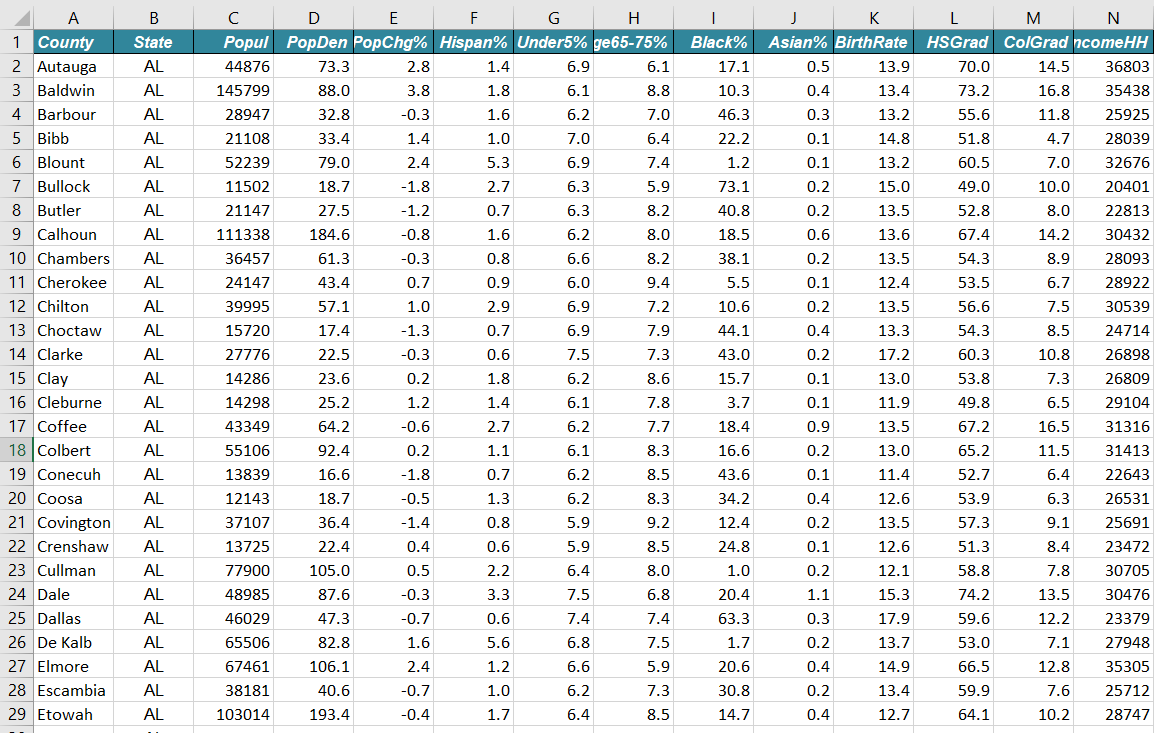 A B C D E F G H I J K L M N
1 County State Popul PopDen PopChg% Hispan% Under5% ge65-75% Black% Asian% BirthRate HSGrad ColGrad ncomeHH
2 Autauga AL 44876 73.3 2.8 1.4 6.9 6.1 17.1 0.5 13.9 70.0 14.5 36803
3 Baldwin AL 145799 88.0 3.8 1.8 6.1 8.8 10.3 0.4 13.4 73.2 16.8 35438
4 Barbour AL 28947 32.8 -0.3 1.6 6.2 7.0 46.3 0.3 13.2 55.6 11.8 25925
5 Bibb AL 21108 33.4 1.4 1.0 7.0 6.4 22.2 0.1 14.8 51.8 4.7 28039
6 Blount AL 52239 79.0 2.4 5.3 6.9 7.4 1.2 0.1 13.2 60.5 7.0 32676
7 Bullock AL 11502 18.7 -1.8 2.7 6.3 5.9 73.1 0.2 15.0 49.0 10.0 20401
8 Butler AL 21147 27.5 -1.2 0.7 6.3 8.2 40.8 0.2 13.5 52.8 8.0 22813
9 Calhoun AL 111338 184.6 -0.8 1.6 6.2 8.0 18.5 0.6 13.6 67.4 14.2 30432
10 Chambers AL 36457 61.3 -0.3 0.8 6.6 8.2 38.1 0.2 13.5 54.3 8.9 28093
11 Cherokee AL 24147 43.4 0.7 0.9 6.0 9.4 5.5 0.1 12.4 53.5 6.7 28922
12 Chilton AL 39995 57.1 1.0 2.9 6.9 7.2 10.6 0.2 13.5 56.6 7.5 30539
13 Choctaw AL 15720 17.4 -1.3 0.7 6.9 7.9 44.1 0.4 13.3 54.3 8.5 24714
14 Clarke AL 27776 22.5 -0.3 0.6 7.5 7.3 43.0 0.2 17.2 60.3 10.8 26898
15 Clay AL 14286 23.6 0.2 1.8 6.2 8.6 15.7 0.1 13.0 53.8 7.3 26809
16 Cleburne AL 14298 25.2 1.2 1.4 6.1 7.8 3.7 0.1 11.9 49.8 6.5 29104
17 Coffee AL 43349 64.2 -0.6 2.7 6.2 7.7 18.4 0.9 13.5 67.2 16.5 31316
18 Colbert AL 55106 92.4 0.2 1.1 6.1 8.3 16.6 0.2 13.0 65.2 11.5 31413
19 Conecuh AL 13839 16.6 -1.8 0.7 6.2 8.5 43.6 0.1 11.4 52.7 6.4 22643
20 Coosa AL 12143 18.7 -0.5 1.3 6.2 8.3 34.2 0.4 12.6 53.9 6.3 26531
21 Covington AL 37107 36.4 -1.4 0.8 5.9 9.2 12.4 0.2 13.5 57.3 9.1 25691
22 Crenshaw AL 13725 22.4 0.4 0.6 5.9 8.5 24.8 0.1 12.6 51.3 8.4 23472
23 Cullman AL 77900 105.0 0.5 2.2 6.4 8.0 1.0 0.2 12.1 58.8 7.8 30705
24 Dale AL 48985 87.6 -0.3 3.3 7.5 6.8 20.4 1.1 15.3 74.2 13.5 30476
25 Dallas AL 46029 47.3 -0.7 0.6 7.4 7.4 63.3 0.3 17.9 59.6 12.2 23379
26 De Kalb AL 65506 82.8 1.6 5.6 6.8 7.5 1.7 0.2 13.7 53.0 7.1 27948
27 Elmore AL 67461 106.1 2.4 1.2 6.6 5.9 20.6 0.4 14.9 66.5 12.8 35305
28 Escambia AL 38181 40.6 -0.7 1.0 6.2 7.3 30.8 0.2 13.4 59.9 7.6 25712
29 Etowah AL 103014 193.4 -0.4 1.7 6.4 8.5 14.7 0.4 12.7 64.1 10.2 28747